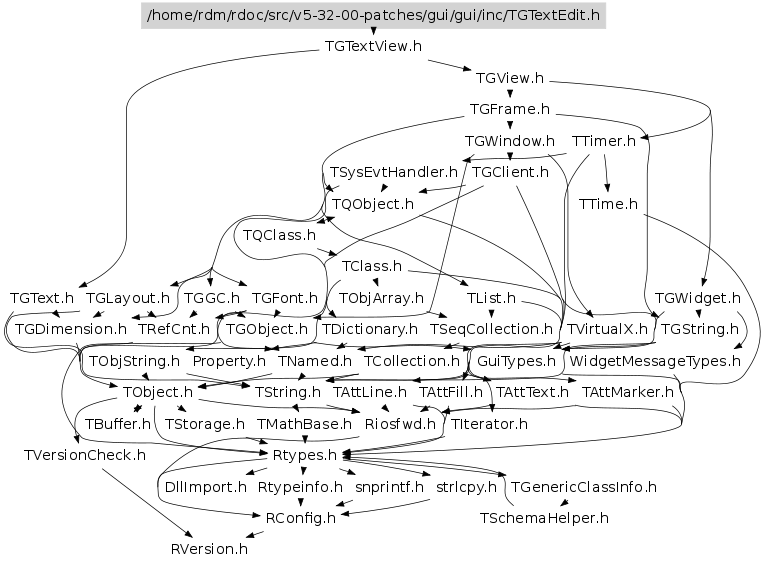 /home/rdm/rdoc/src/v5-32-00-patches/gui/gui/inc/TGTextEdit.h
TGTextView.h
TGView.h
TGFrame.h
TGWindow.h TTimer.h
TSysEvtHandler.h TGClient.h
TQObject.h TTime.h
TQClass.h
TClass.h
TGText.h TGLayout.h TGGC.h TGFont.h TObjArray.h TList.h TGWidget.h
TGDimension.h TRefCnt.h TGObject.h TDictionary.h TSeqCollection.h TVirtualX.h TGString.h
TObjString.h Property.h TNamed.h TCollection.h GuiTypes.h WidgetMessageTypes.h
TObject.h TString.h TAttLine.h TAttFill.h TAttText.h TAttMarker.h
TBuffer.h TStorage.h TMathBase.h Riosfwd.h TIterator.h
TVersionCheck.h Rtypes.h
DllImport.h Rtypeinfo.h snprintf.h strlcpy.h TGenericClassInfo.h
RConfig.h TSchemaHelper.h
RVersion.h